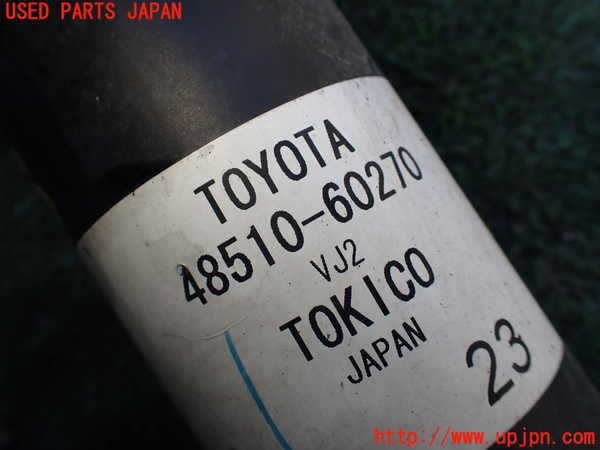 USED PARTS JAPAN
TOYOTA
48510-60270
VJ2
TOKICO
JAPAN
23
http://www.upjpn.com/